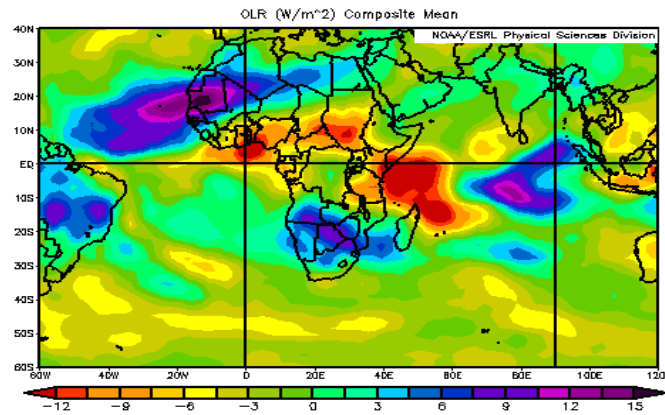 OLR (W/m^2) Composite Mean
NOAA/ESRL Physical Sciences Division
40N
30N
20N
10N
EQ
10S
20S
30S
40S
50S
60S
60W 40W 20W 0 20E 40E 60E 80E 100E 120
-12 -9 -6 -3 0 3 6 9 12 15